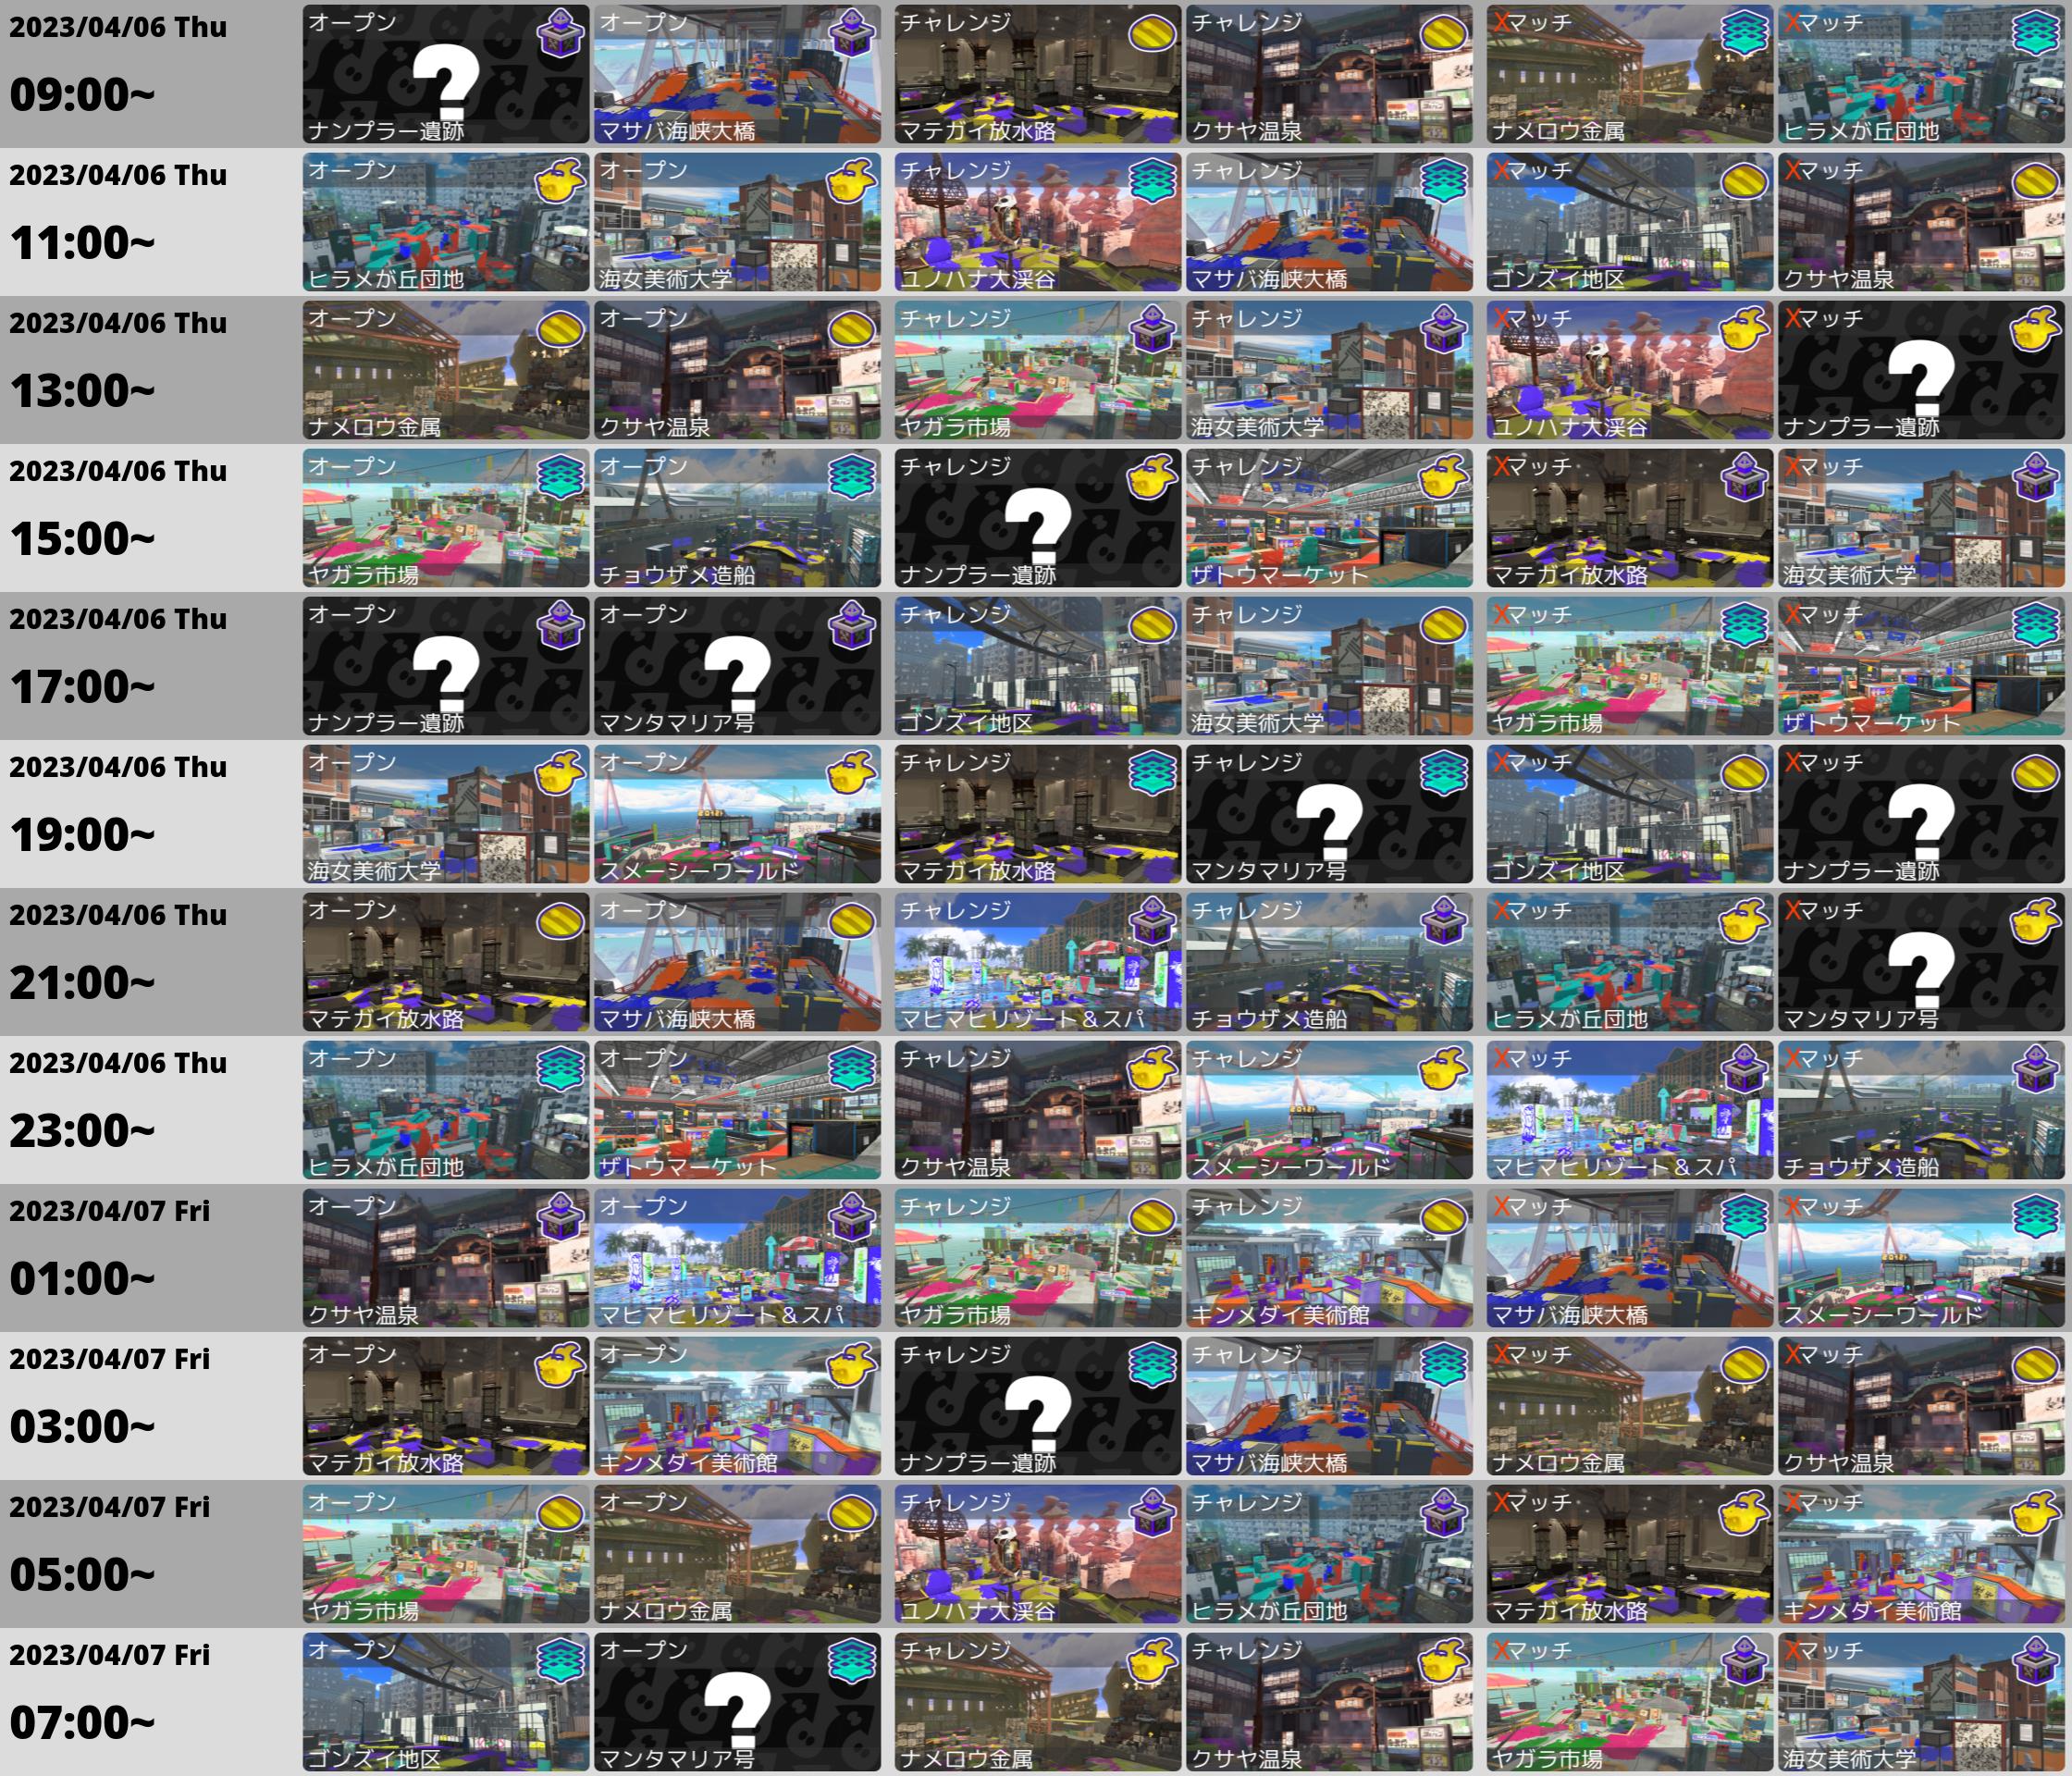 2023/04/06 Thu
09:00~
オープン
ナンプラー遺跡
オープン
マサバ海峡大橋
チャレンジ
マテガイ放水路
チャレンジ
クサヤ温泉
Xマッチ
ナメロウ金属
Xマッチ
ヒラメが丘団地
2023/04/06 Thu
11:00~
オープン
ヒラメが丘団地
オープン
海女美術大学
チャレンジ
ユノハナ大渓谷
チャレンジ
マサバ海峡大橋
Xマッチ
ゴンズイ地区
Xマッチ
クサヤ温泉
2023/04/06 Thu
13:00~
オープン
ナメロウ金属
オープン
クサヤ温泉
チャレンジ
ヤガラ市場
チャレンジ
海女美術大学
Xマッチ
ユノハナ大渓谷
Xマッチ
ナンプラー遺跡
2023/04/06 Thu
15:00~
オープン
ヤガラ市場
オープン
チョウザメ造船
チャレンジ
ナンプラー遺跡
チャレンジ
ザトウマーケット
Xマッチ
マテガイ放水路
Xマッチ
海女美術大学
2023/04/06 Thu
17:00~
オープン
ナンプラー遺跡
オープン
マンタマリア号
チャレンジ
ゴンズイ地区
チャレンジ
海女美術大学
Xマッチ
ヤガラ市場
Xマッチ
ザトウマーケット
2023/04/06 Thu
19:00~
オープン
海女美術大学
オープン
スメーシーワールド
チャレンジ
マテガイ放水路
チャレンジ
マンタマリア号
Xマッチ
ゴンズイ地区
Xマッチ
ナンプラー遺跡
2023/04/06 Thu
21:00~
オープン
マテガイ放水路
オープン
マサバ海峡大橋
チャレンジ
マヒマヒリゾート＆スパ
チャレンジ
チョウザメ造船
Xマッチ
ヒラメが丘団地
Xマッチ
マンタマリア号
2023/04/06 Thu
23:00~
オープン
ヒラメが丘団地
オープン
ザトウマーケット
チャレンジ
クサヤ温泉
チャレンジ
スメーシーワールド
Xマッチ
マヒマヒリゾート＆スパ
Xマッチ
チョウザメ造船
2023/04/07 Fri
01:00~
オープン
クサヤ温泉
オープン
マヒマヒリゾート＆スパ
チャレンジ
ヤガラ市場
チャレンジ
キンメダイ美術館
Xマッチ
マサバ海峡大橋
Xマッチ
スメーシーワールド
2023/04/07 Fri
03:00~
オープン
マテガイ放水路
オープン
キンメダイ美術館
チャレンジ
ナンプラー遺跡
チャレンジ
マサバ海峡大橋
Xマッチ
ナメロウ金属
Xマッチ
クサヤ温泉
2023/04/07 Fri
05:00~
オープン
ヤガラ市場
オープン
ナメロウ金属
チャレンジ
ユノハナ大渓谷
チャレンジ
ヒラメが丘団地
Xマッチ
マテガイ放水路
Xマッチ
キンメダイ美術館
2023/04/07 Fri
07:00~
オープン
ゴンズイ地区
オープン
マンタマリア号
チャレンジ
ナメロウ金属
チャレンジ
クサヤ温泉
Xマッチ
ヤガラ市場
Xマッチ
海女美術大学